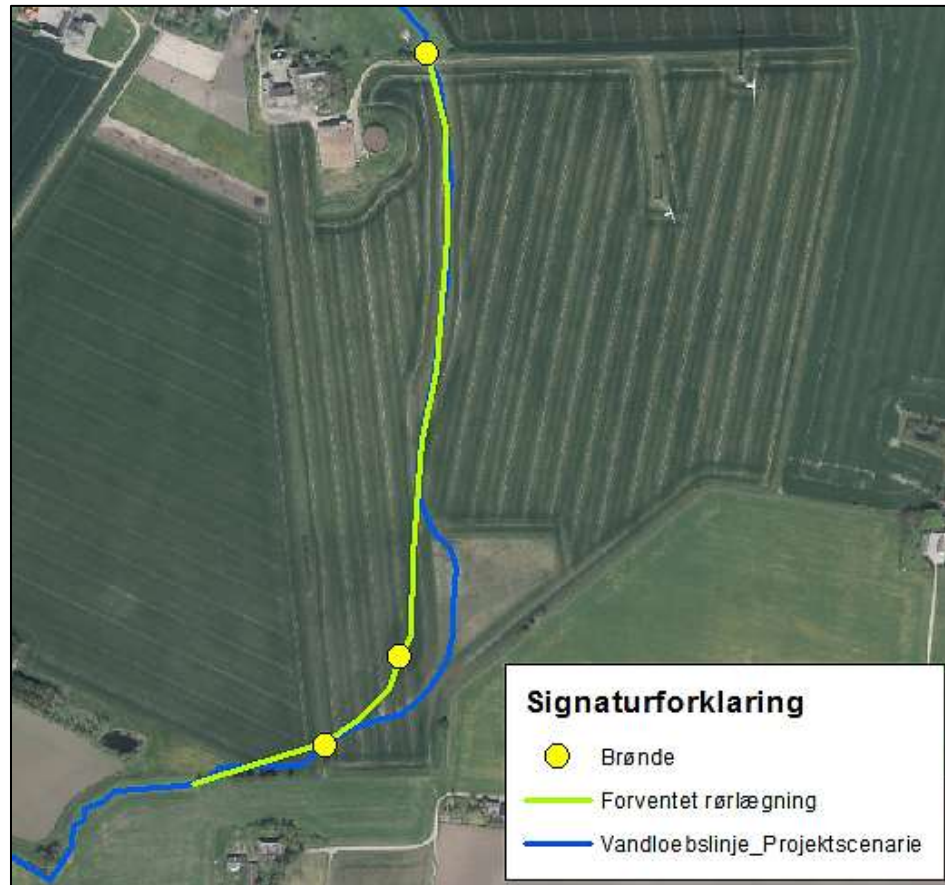 Signaturforklaring
Brønde
Forventet rørlægning
Vandloebslinje_Projektscenarie